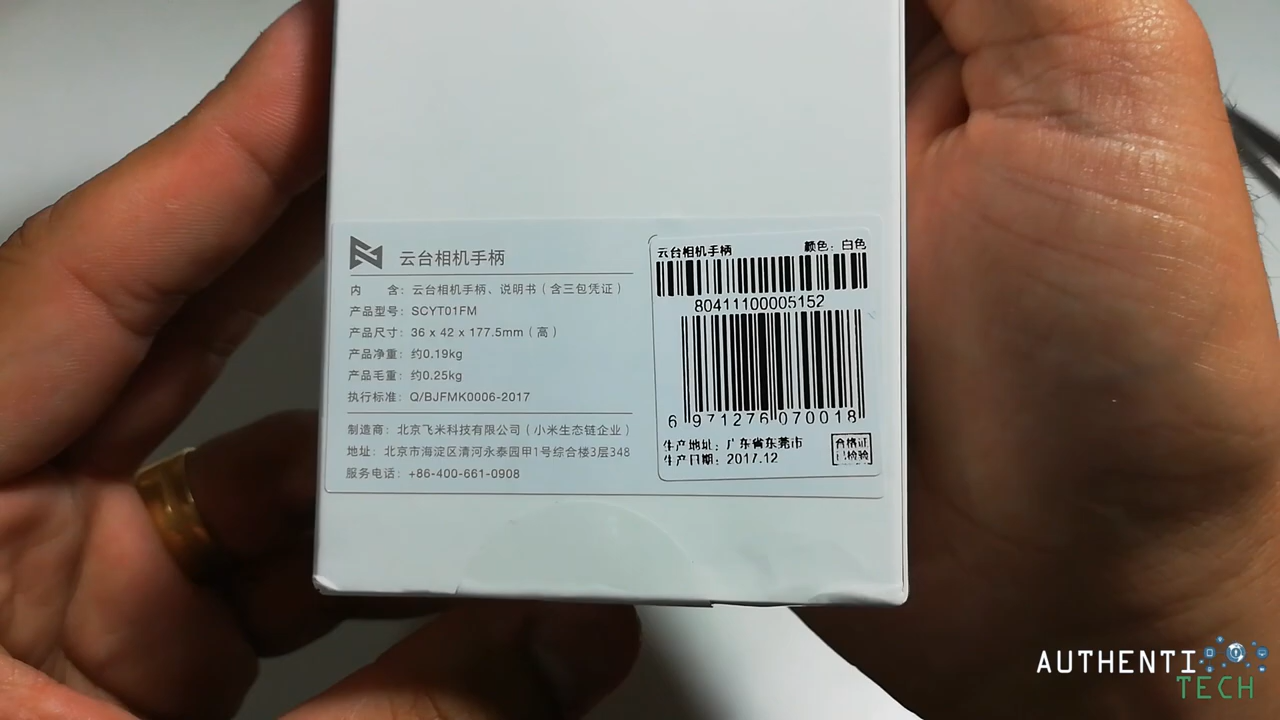 云台相机手柄
内 含：云台相机手柄、说明书（含三包凭证）
产品型号：SCYT01FM
产品尺寸：36 x 42 x 177.5mm（高）
产品净重：约0.19kg
产品毛重：约0.25kg
执行标准：Q/BJFMK0006-2017
制造商：北京飞米科技有限公司（小米生态链企业）
地址：北京市海淀区清河永泰园甲1号综合楼3层348
服务电话：+86-400-661-0908
云台相机手柄 颜色：白色
80411100005152
6 971276 070018
生产地址：广东省东莞市
生产日期：2017.12
合格证
已检验
AUTHENTI
TECH